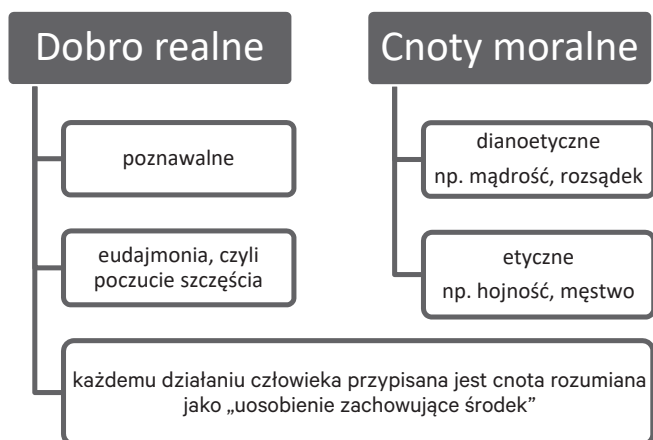 Dobro realne
poznawalne
eudajmonia, czyli
poczucie szczęścia
każdemu działaniu człowieka przypisana jest cnota rozumiana
jako „uosobienie zachowujące środek”
Cnoty moralne
dianoetyczne
np. mądrość, rozsądek
etyczne
np. hojność, męstwo